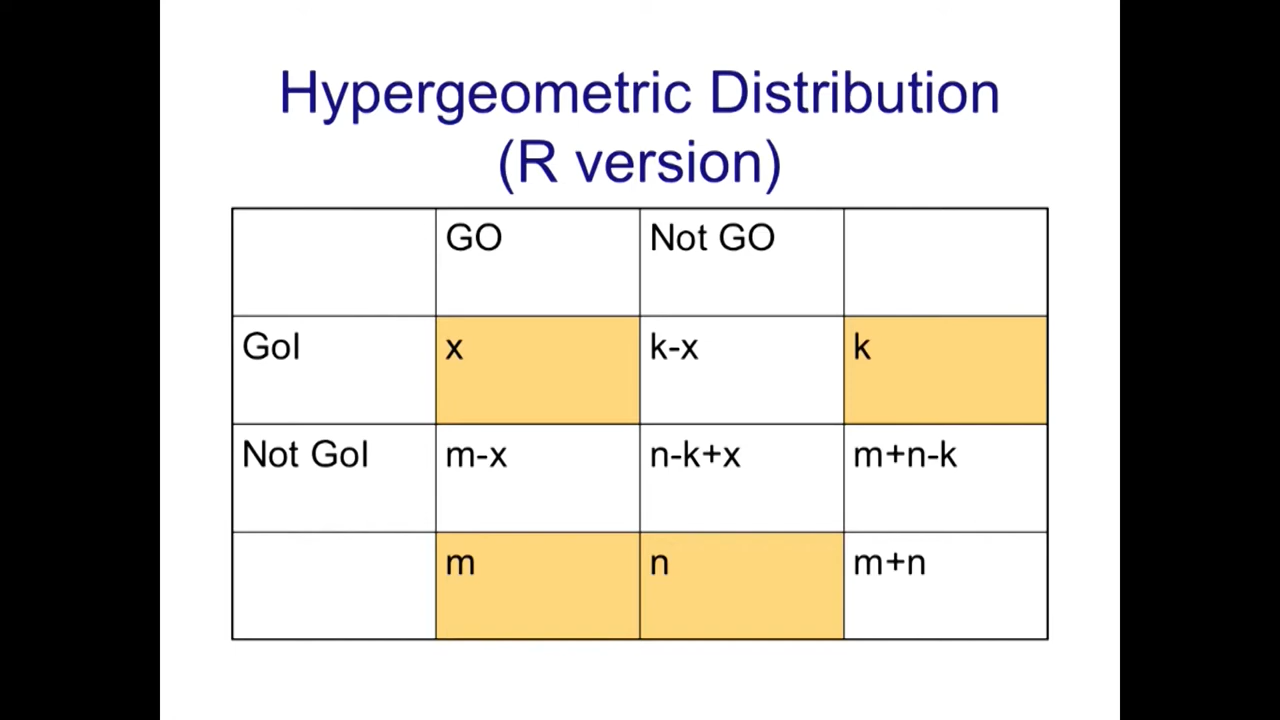 Hypergeometric Distribution
(R version)
GO Not GO
GoI x k-x k
Not GoI m-x n-k+x m+n-k
m n m+n